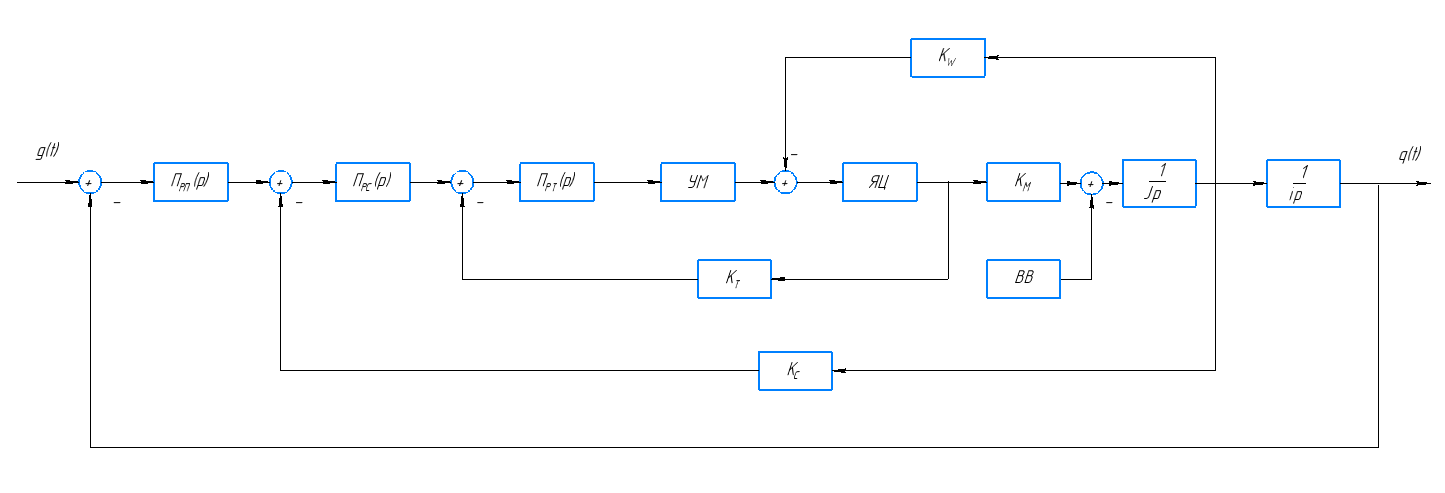 K_W
g(t)
q(t)
+ П_РП(p) + П_РС(p) + П_РТ(p) УМ + ЯЦ K_М + 1/Jp 1/ip
− − − − −
K_Т
ВВ
K_С